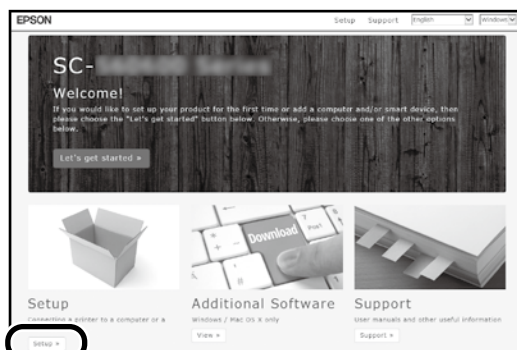 EPSON
Setup Support English Windows
SC-
Welcome!
If you would like to set up your product for the first time or add a computer and/or smart device, then
please choose the "Let's get started" button below. Otherwise, please choose one of the other options
below.
Let's get started »
Download
Setup
Connecting a printer to a computer or a
Setup »
Additional Software
Windows / Mac OS X only
View »
Support
User manuals and other useful information
Support »